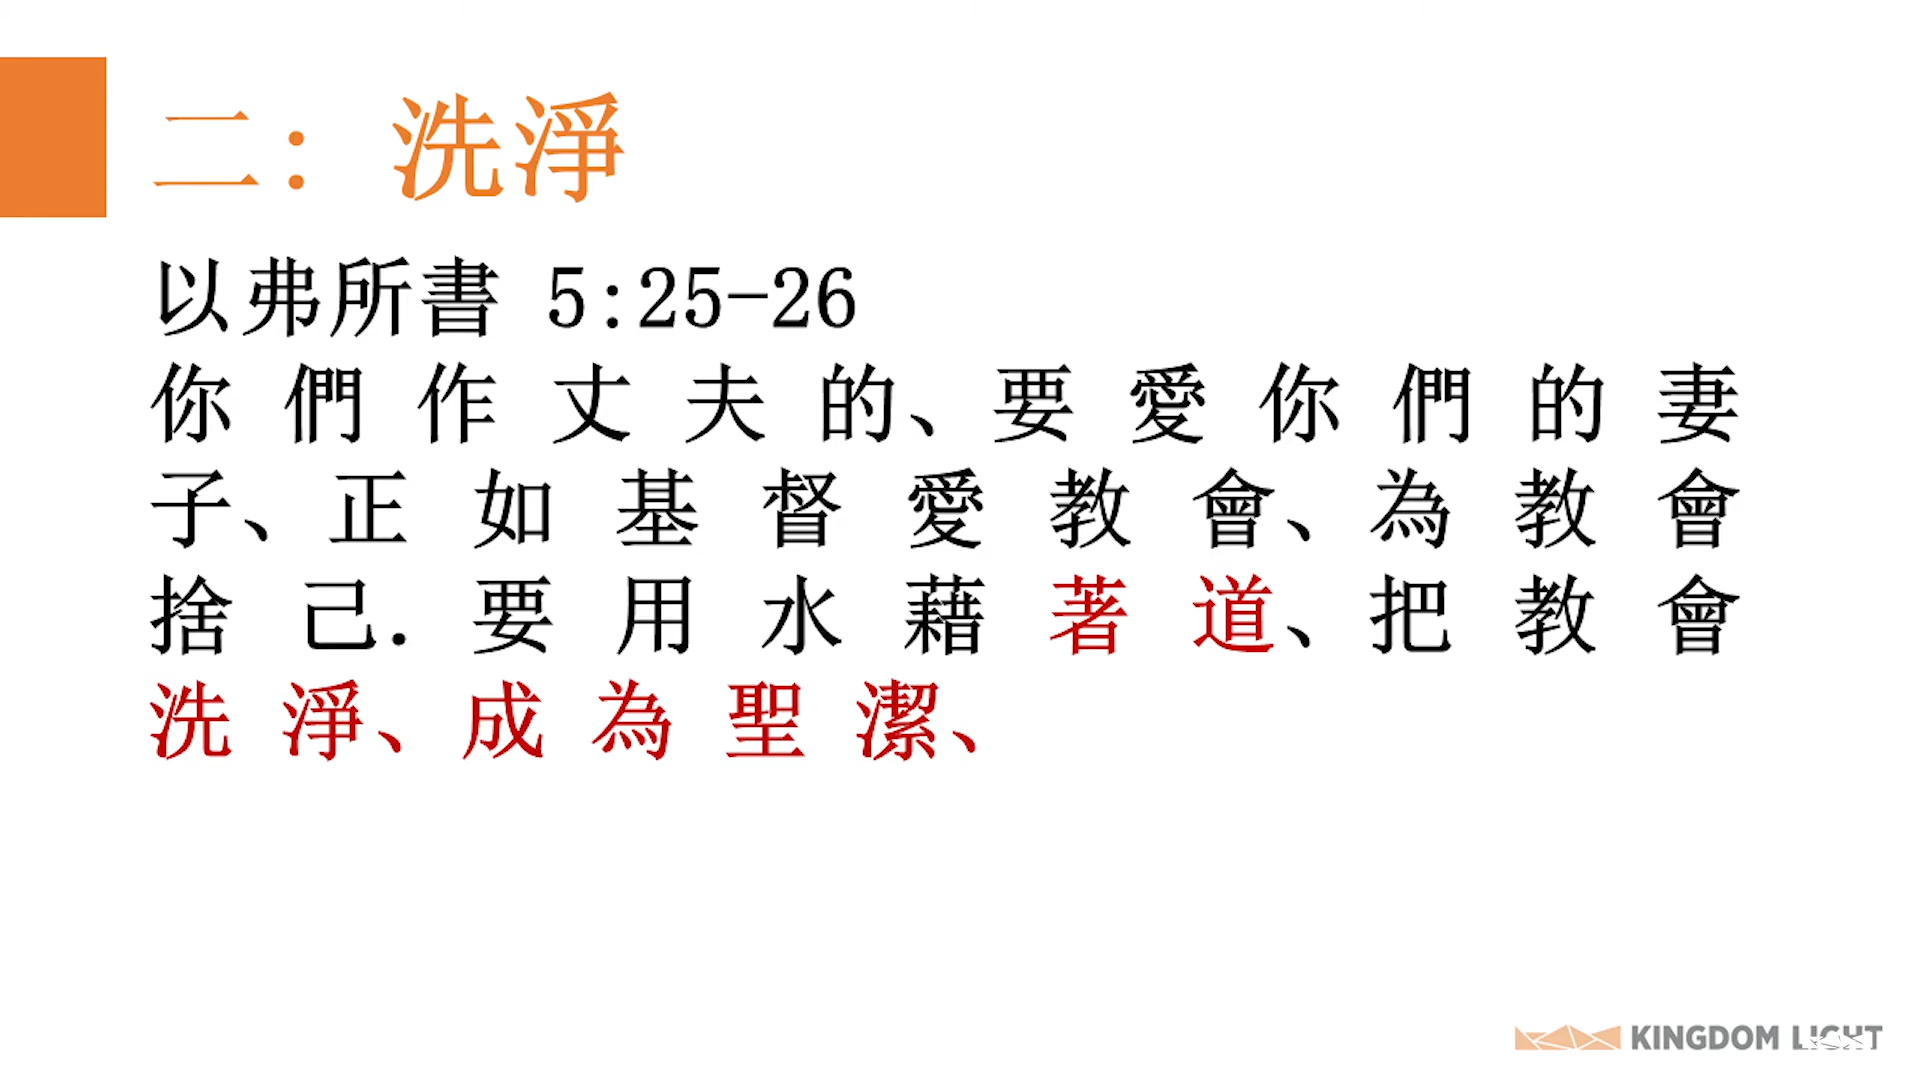 二：洗淨
以弗所書 5:25-26
你 們 作 丈 夫 的、要 愛 你 們 的 妻
子、正 如 基 督 愛 教 會、為 教 會
捨 己. 要 用 水 藉 著 道、把 教 會
洗 淨、成 為 聖 潔、
KINGDOM LIGHT